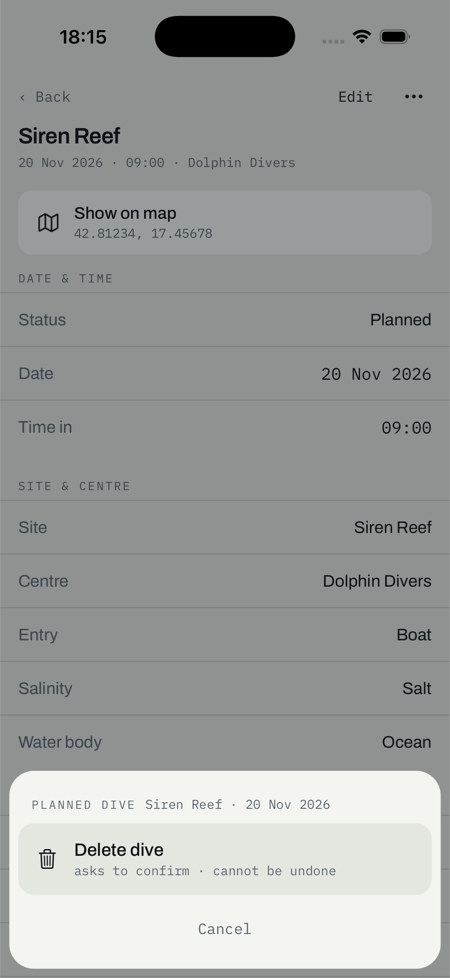 18:15
‹ Back
Edit
Siren Reef
20 Nov 2026 · 09:00 · Dolphin Divers
Show on map
42.81234, 17.45678
DATE & TIME
Status Planned
Date 20 Nov 2026
Time in 09:00
SITE & CENTRE
Site Siren Reef
Centre Dolphin Divers
Entry Boat
Salinity Salt
Water body Ocean
PLANNED DIVE Siren Reef · 20 Nov 2026
Delete dive
asks to confirm · cannot be undone
Cancel